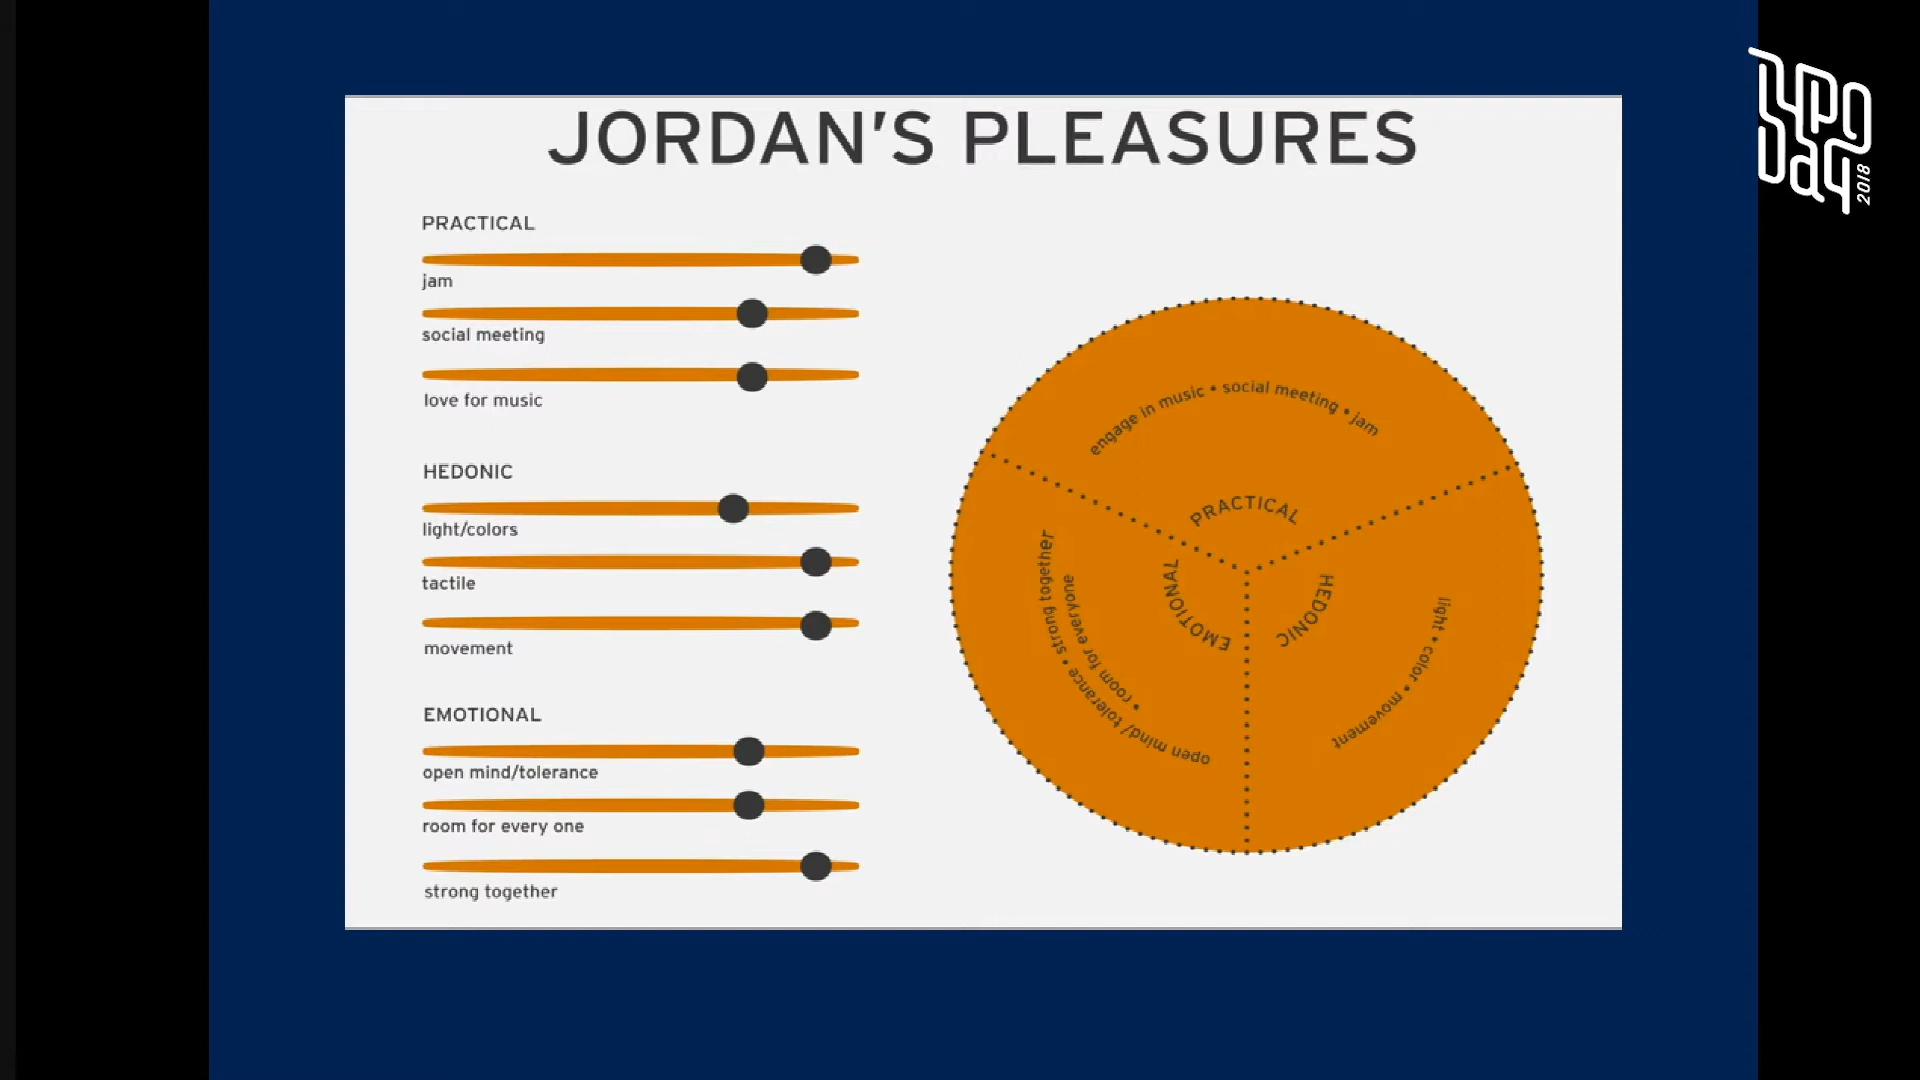 JORDAN'S PLEASURES
PRACTICAL
jam
social meeting
love for music
HEDONIC
light/colors
tactile
movement
EMOTIONAL
open mind/tolerance
room for every one
strong together
engage in music • social meeting • jam
PRACTICAL
HEDONIC
light • color • movement
EMOTIONAL
open mind/ tolerance • strong together
• room for everyone
Typo
Day
2018